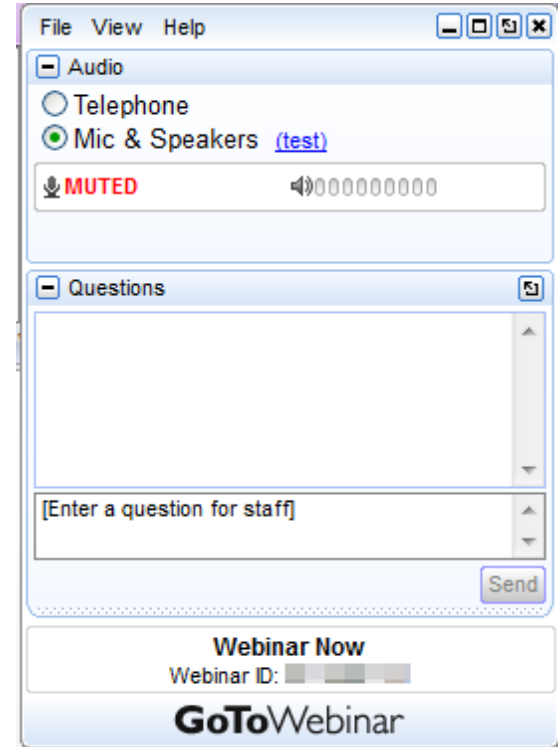 File View Help
Audio
Telephone
Mic & Speakers (test)
MUTED
Questions
[Enter a question for staff]
Send
Webinar Now
Webinar ID:
GoToWebinar